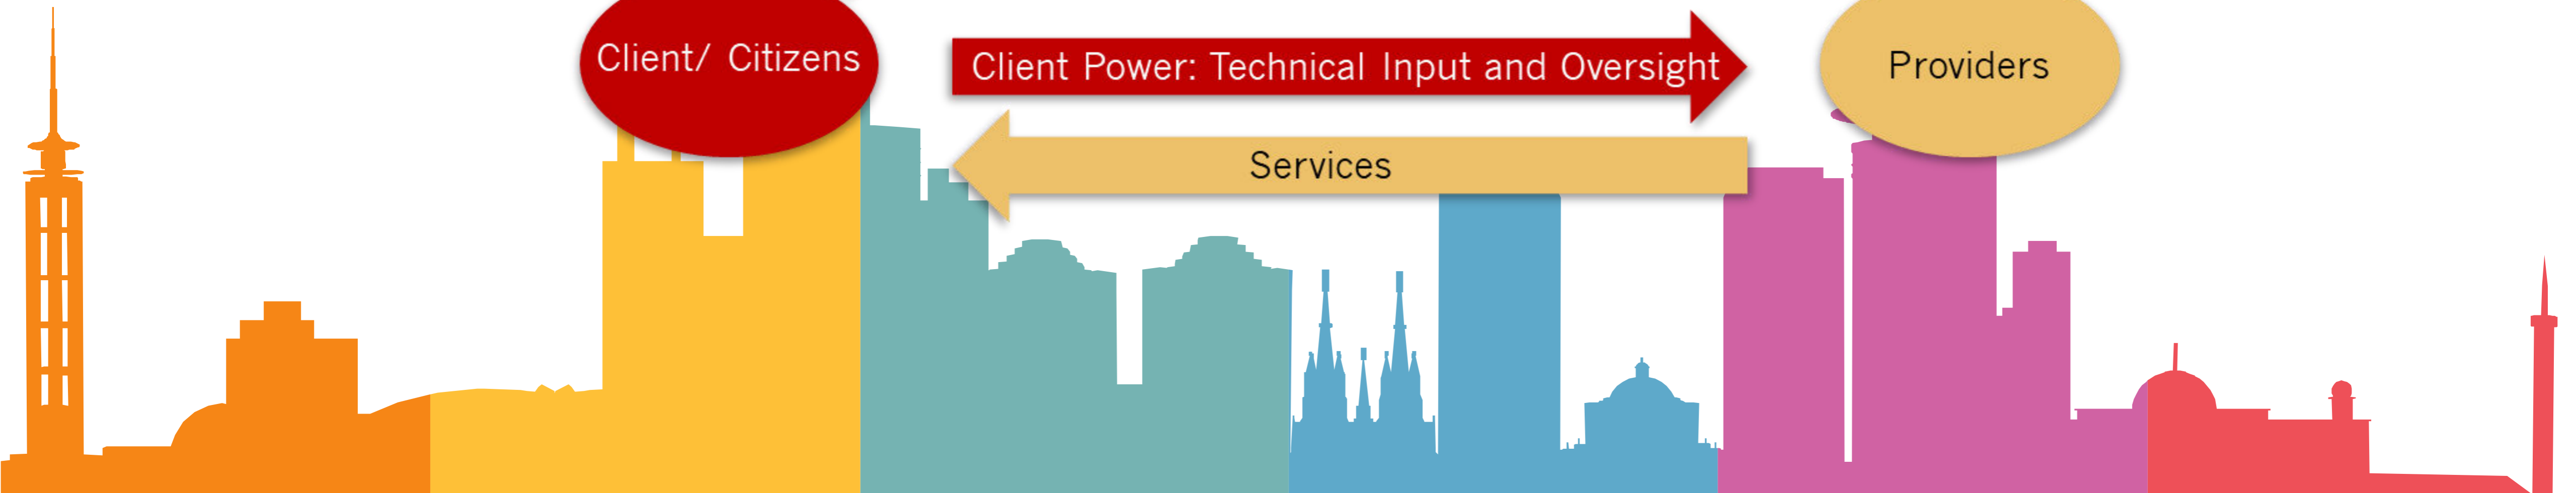 Client/ Citizens
Client Power: Technical Input and Oversight
Providers
Services